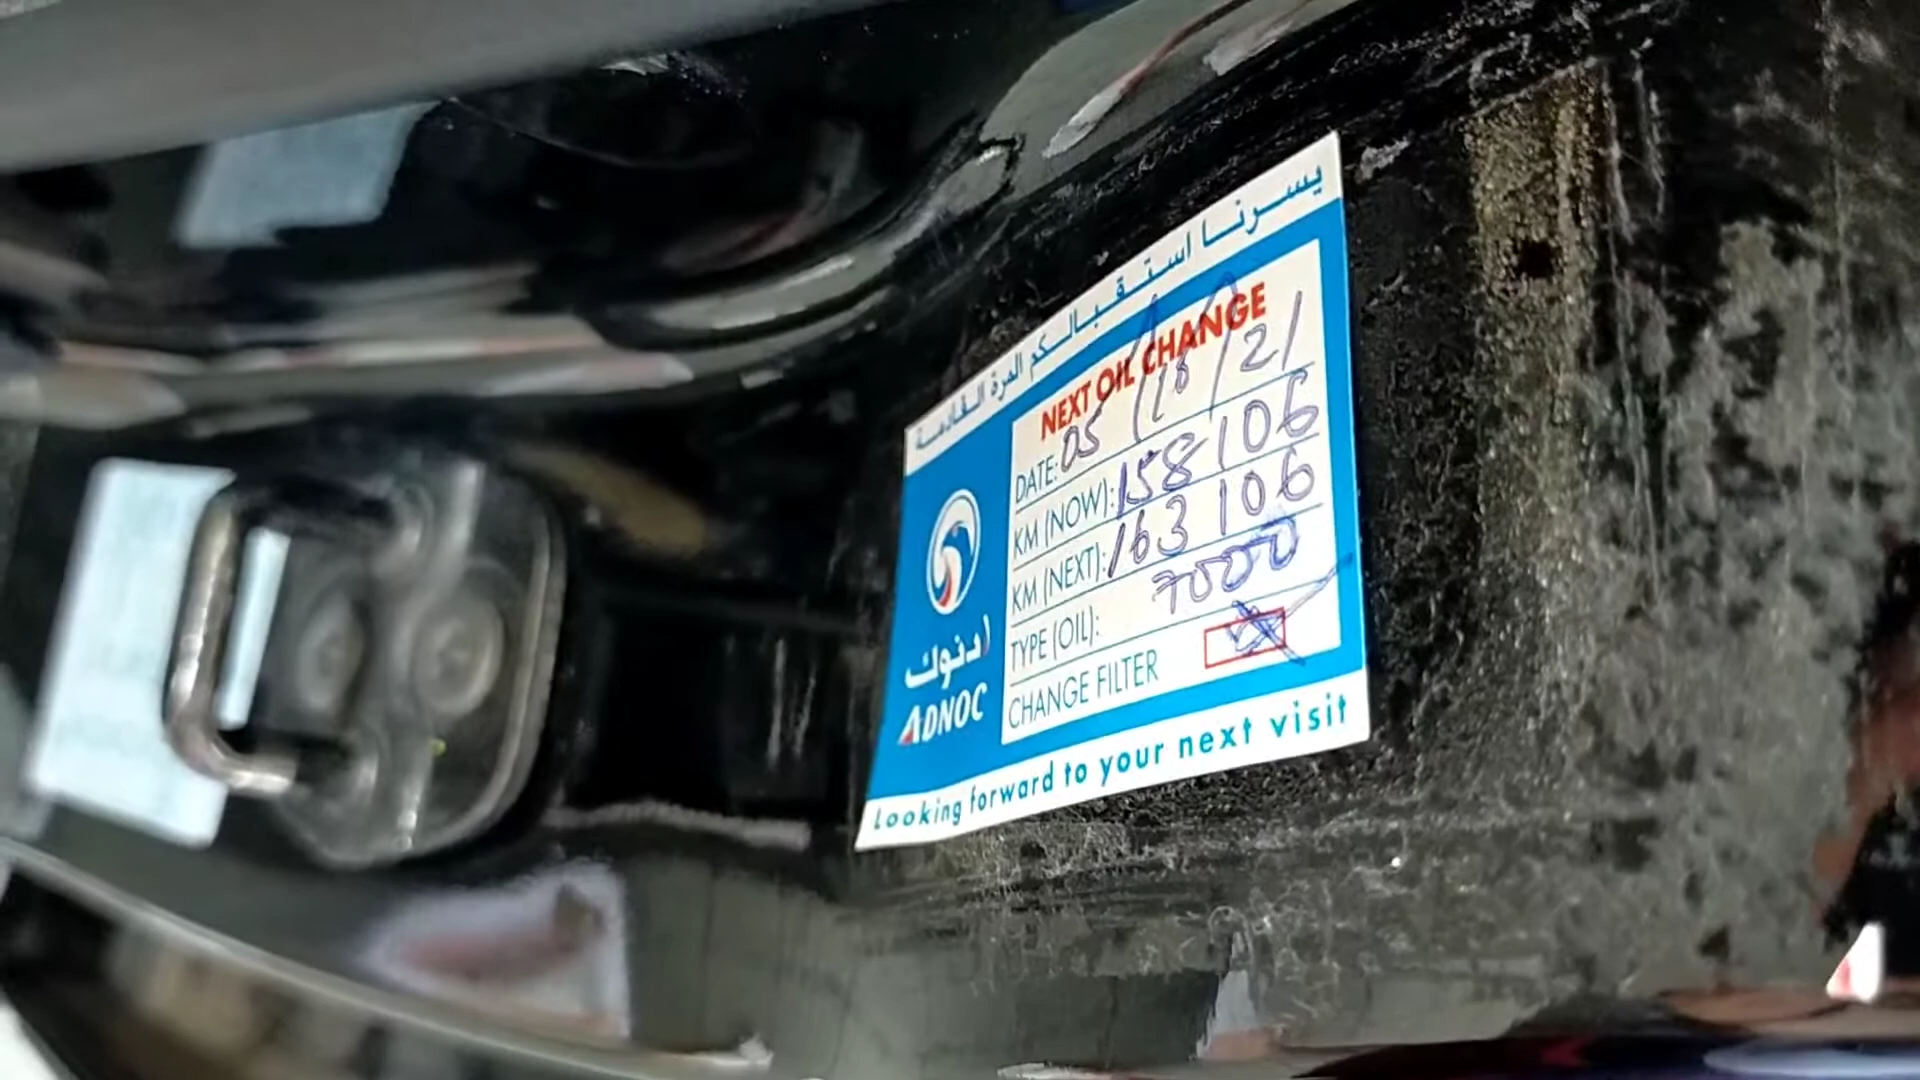 يسرنا استقبالكم المرة القادمة
NEXT OIL CHANGE
DATE: 05/10/21
KM (NOW): 158106
KM (NEXT): 163106
TYPE (OIL): 7000
CHANGE FILTER
أدنوك
ADNOC
Looking forward to your next visit